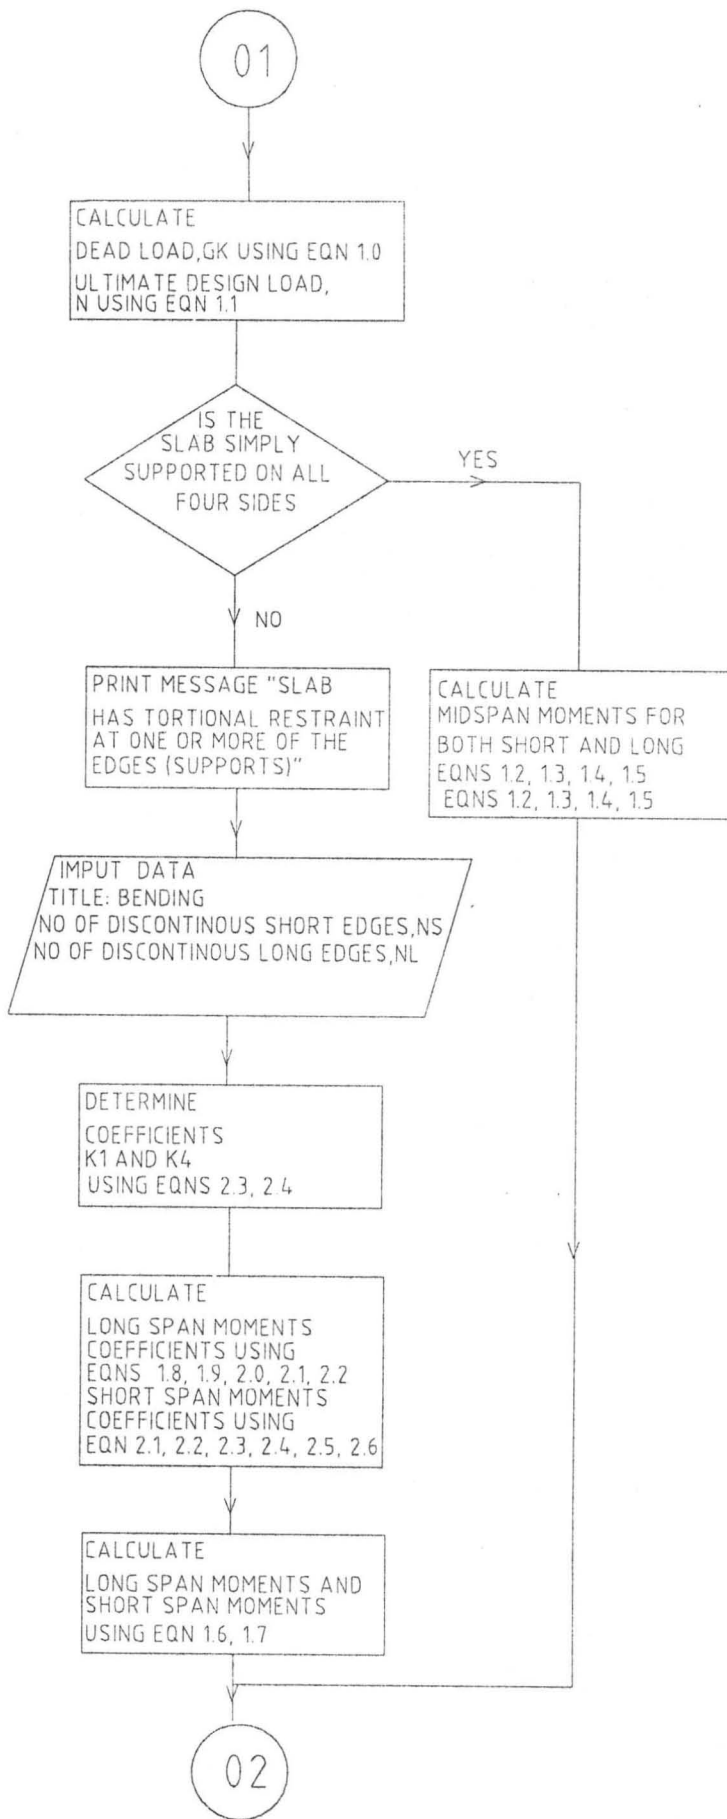 01
CALCULATE
DEAD LOAD,GK USING EQN 1.0
ULTIMATE DESIGN LOAD,
N USING EQN 1.1
IS THE
SLAB SIMPLY
SUPPORTED ON ALL
FOUR SIDES
YES
NO
PRINT MESSAGE "SLAB
HAS TORTIONAL RESTRAINT
AT ONE OR MORE OF THE
EDGES (SUPPORTS)"
CALCULATE
MIDSPAN MOMENTS FOR
BOTH SHORT AND LONG
EQNS 1.2, 1.3, 1.4, 1.5
EQNS 1.2, 1.3, 1.4, 1.5
IMPUT DATA
TITLE: BENDING
NO OF DISCONTINOUS SHORT EDGES,NS
NO OF DISCONTINOUS LONG EDGES,NL
DETERMINE
COEFFICIENTS
K1 AND K4
USING EQNS 2.3, 2.4
CALCULATE
LONG SPAN MOMENTS
COEFFICIENTS USING
EQNS 1.8, 1.9, 2.0, 2.1, 2.2
SHORT SPAN MOMENTS
COEFFICIENTS USING
EQN 2.1, 2.2, 2.3, 2.4, 2.5, 2.6
CALCULATE
LONG SPAN MOMENTS AND
SHORT SPAN MOMENTS
USING EQN 1.6, 1.7
02